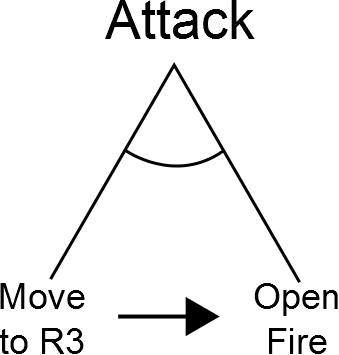 Attack
Move
to R3
Open
Fire